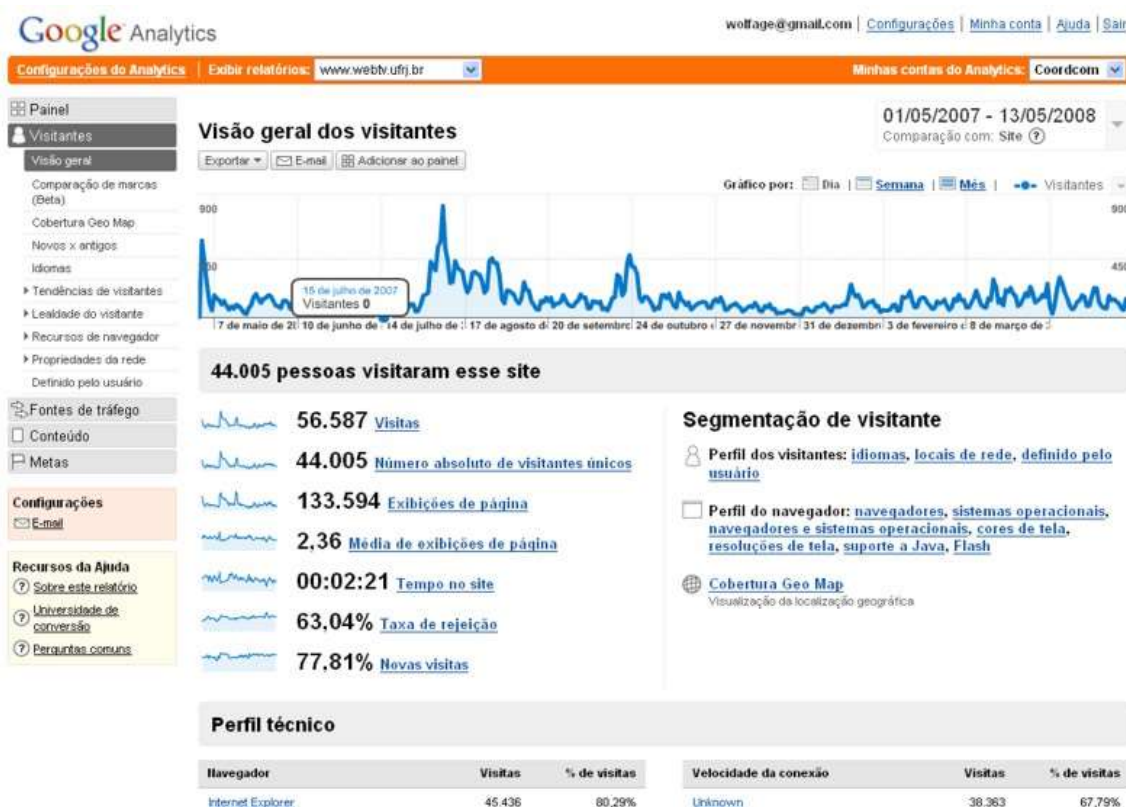 Google Analytics
wolfage@gmail.com | Configurações | Minha conta | Ajuda | Sair
Configurações do Analytics | Exibir relatórios: www.webtv.ufrj.br
Minhas contas do Analytics: Coordcom
Painel
Visitantes
Visão geral
Comparação de marcas
(Beta)
Cobertura Geo Map
Novos x antigos
Idiomas
Tendências de visitantes
Lealdade do visitante
Recursos de navegador
Propriedades da rede
Definido pelo usuário
Fontes de tráfego
Conteúdo
Metas
Configurações
E-mail
Recursos da Ajuda
Sobre este relatório
Universidade de
conversão
Perguntas comuns
Visão geral dos visitantes
01/05/2007 - 13/05/2008
Comparação com: Site
Exportar E-mail Adicionar ao painel
Gráfico por: Dia | Semana | Mês | Visitantes
900 900
450
15 de julho de 2007
Visitantes 0
7 de maio de 2 10 de junho de 14 de julho de 17 de agosto d 20 de setembro 24 de outubro 27 de novembr 31 de dezembr 3 de fevereiro 8 de março de
44.005 pessoas visitaram esse site
56.587 Visitas
44.005 Número absoluto de visitantes únicos
133.594 Exibições de página
2,36 Média de exibições de página
00:02:21 Tempo no site
63,04% Taxa de rejeição
77,81% Novas visitas
Segmentação de visitante
Perfil dos visitantes: idiomas, locais de rede, definido pelo
usuário
Perfil do navegador: navegadores, sistemas operacionais,
navegadores e sistemas operacionais, cores de tela,
resoluções de tela, suporte a Java, Flash
Cobertura Geo Map
Visualização da localização geográfica
Perfil técnico
Navegador Visitas % de visitas
Internet Explorer 45.436 80,29%
Velocidade da conexão Visitas % de visitas
Unknown 38.363 67,79%